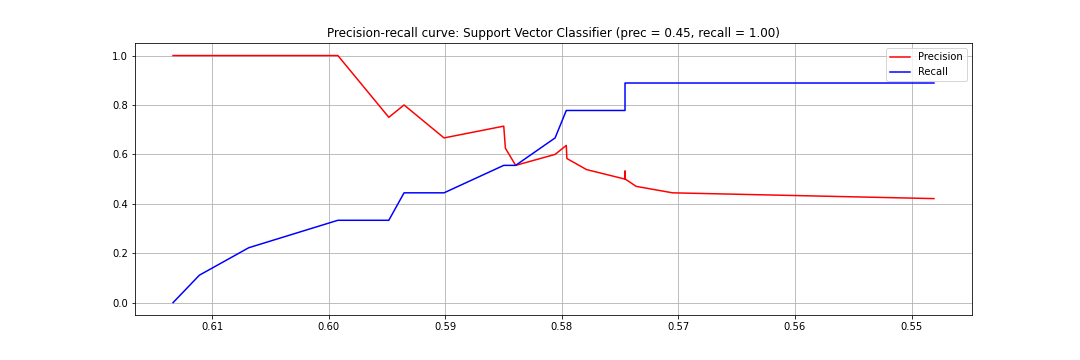 Precision-recall curve: Support Vector Classifier (prec = 0.45, recall = 1.00)
Precision
Recall
1.0
0.8
0.6
0.4
0.2
0.0
0.61 0.60 0.59 0.58 0.57 0.56 0.55